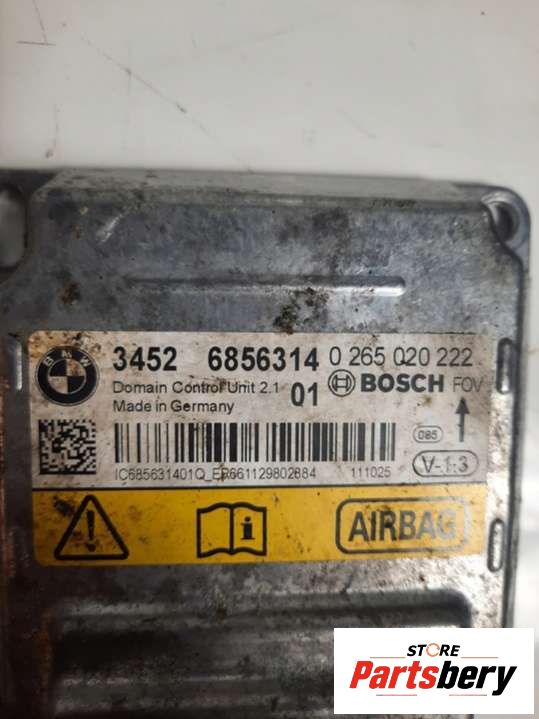 BMW
3452 6856314 0 265 020 222
Domain Control Unit 2.1 01 BOSCH FOV
Made in Germany
085
IC685631401Q_ER661129802884 111025 V-1.3
AIRBAG
STORE
Partsbery